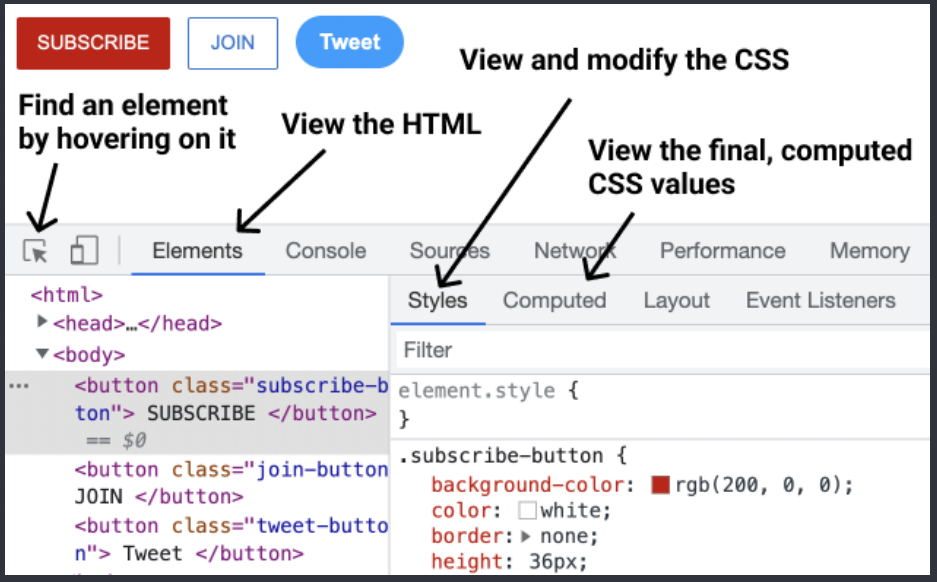 SUBSCRIBE JOIN Tweet
View and modify the CSS
Find an element
by hovering on it
View the HTML
View the final, computed
CSS values
Elements Console Sources Network Performance Memory
<html>
<head>…</head>
<body>
<button class="subscribe-b
ton"> SUBSCRIBE </button>
== $0
<button class="join-button
JOIN </button>
<button class="tweet-butto
n"> Tweet </button>
Styles Computed Layout Event Listeners
Filter
element.style {
}
.subscribe-button {
background-color: rgb(200, 0, 0);
color: white;
border: none;
height: 36px;